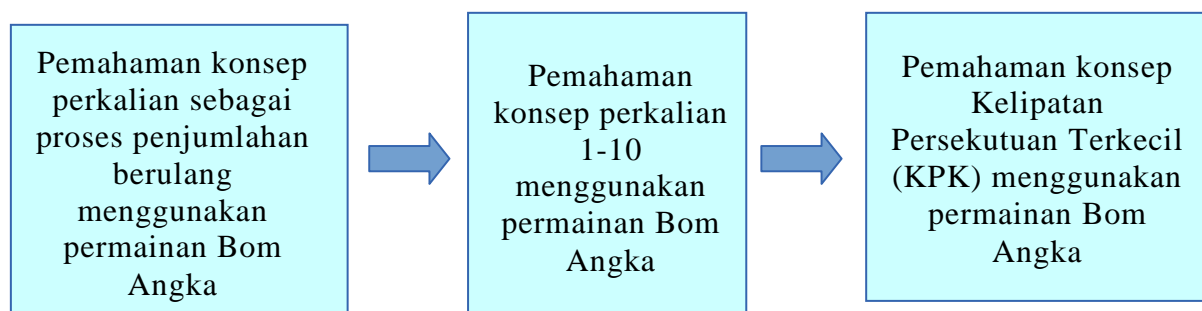 Pemahaman konsep
perkalian sebagai
proses penjumlahan
berulang
menggunakan
permainan Bom
Angka
Pemahaman
konsep perkalian
1-10
menggunakan
permainan Bom
Angka
Pemahaman konsep
Kelipatan
Persekutuan Terkecil
(KPK) menggunakan
permainan Bom
Angka